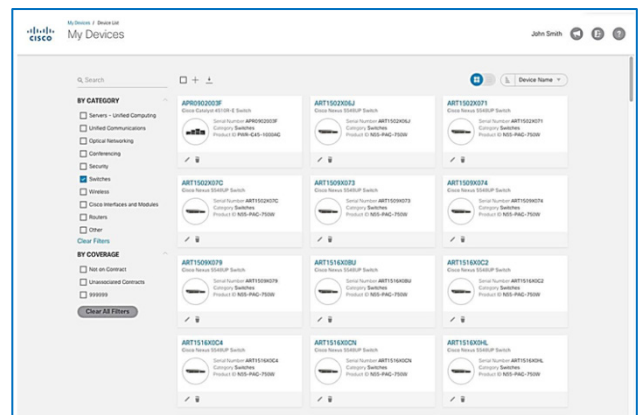 My Devices / Device List
CISCO
My Devices
John Smith
Search
Device Name
BY CATEGORY
Servers - Unified Computing
Unified Communications
Optical Networking
Conferencing
Security
Switches
Wireless
Cisco Interfaces and Modules
Routers
Other
Clear Filters
BY COVERAGE
Not on Contract
Unassociated Contracts
999999
Clear All Filters
APR0902003F
Cisco Catalyst 4510R-E Switch
Serial Number APR0902003F
Category Switches
Product ID PWR-C45-1000AC
ART1502X06J
Cisco Nexus 5548UP Switch
Serial Number ART1502X06J
Category Switches
Product ID N55-PAC-750W
ART1502X071
Cisco Nexus 5548UP Switch
Serial Number ART1502X071
Category Switches
Product ID N55-PAC-750W
ART1502X07C
Cisco Nexus 5548UP Switch
Serial Number ART1502X07C
Category Switches
Product ID N55-PAC-750W
ART1509X073
Cisco Nexus 5548UP Switch
Serial Number ART1509X073
Category Switches
Product ID N55-PAC-750W
ART1509X074
Cisco Nexus 5548UP Switch
Serial Number ART1509X074
Category Switches
Product ID N55-PAC-750W
ART1509X079
Cisco Nexus 5548UP Switch
Serial Number ART1509X079
Category Switches
Product ID N55-PAC-750W
ART1516X0BU
Cisco Nexus 5548UP Switch
Serial Number ART1516X0BU
Category Switches
Product ID N55-PAC-750W
ART1516X0C2
Cisco Nexus 5548UP Switch
Serial Number ART1516X0C2
Category Switches
Product ID N55-PAC-750W
ART1516X0C4
Cisco Nexus 5548UP Switch
Serial Number ART1516X0C4
Category Switches
Product ID N55-PAC-750W
ART1516X0CN
Cisco Nexus 5548UP Switch
Serial Number ART1516X0CN
Category Switches
Product ID N55-PAC-750W
ART1516X0HL
Cisco Nexus 5548UP Switch
Serial Number ART1516X0HL
Category Switches
Product ID N55-PAC-750W